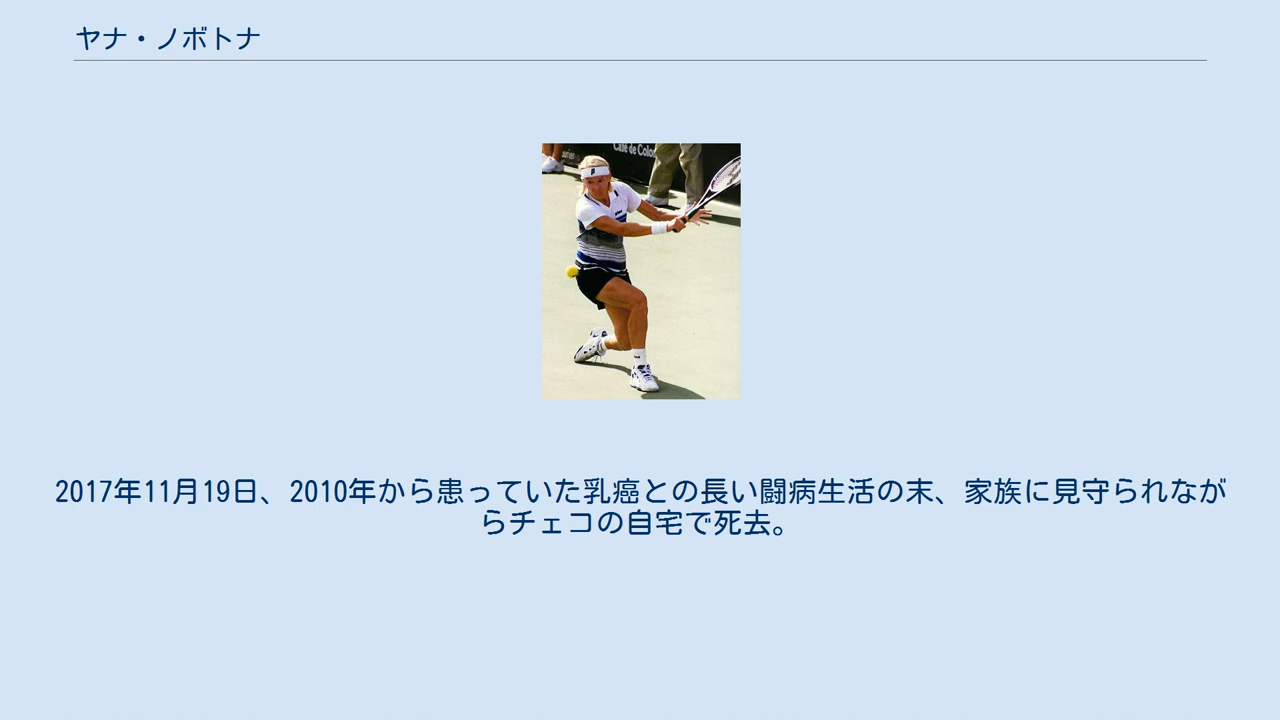 ヤナ・ノボトナ
Café de Colo
2017年11月19日、2010年から患っていた乳癌との長い闘病生活の末、家族に見守られなが
らチェコの自宅で死去。